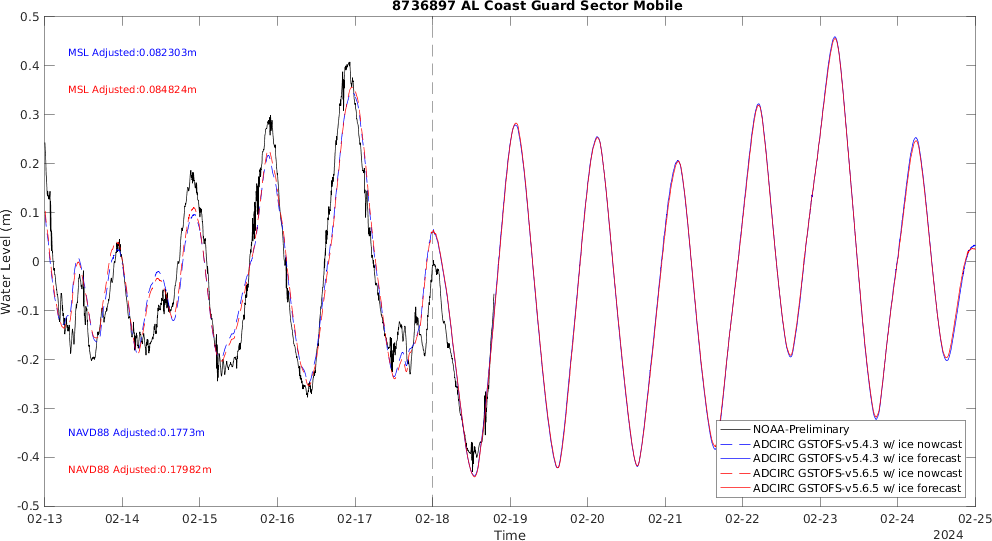 8736897 AL Coast Guard Sector Mobile
0.5
0.4
0.3
0.2
0.1
0
-0.1
-0.2
-0.3
-0.4
-0.5
Water Level (m)
MSL Adjusted:0.082303m
MSL Adjusted:0.084824m
NAVD88 Adjusted:0.1773m
NAVD88 Adjusted:0.17982m
NOAA-Preliminary
ADCIRC GSTOFS-v5.4.3 w/ ice nowcast
ADCIRC GSTOFS-v5.4.3 w/ ice forecast
ADCIRC GSTOFS-v5.6.5 w/ ice nowcast
ADCIRC GSTOFS-v5.6.5 w/ ice forecast
02-13 02-14 02-15 02-16 02-17 02-18 02-19 02-20 02-21 02-22 02-23 02-24 02-25
Time
2024